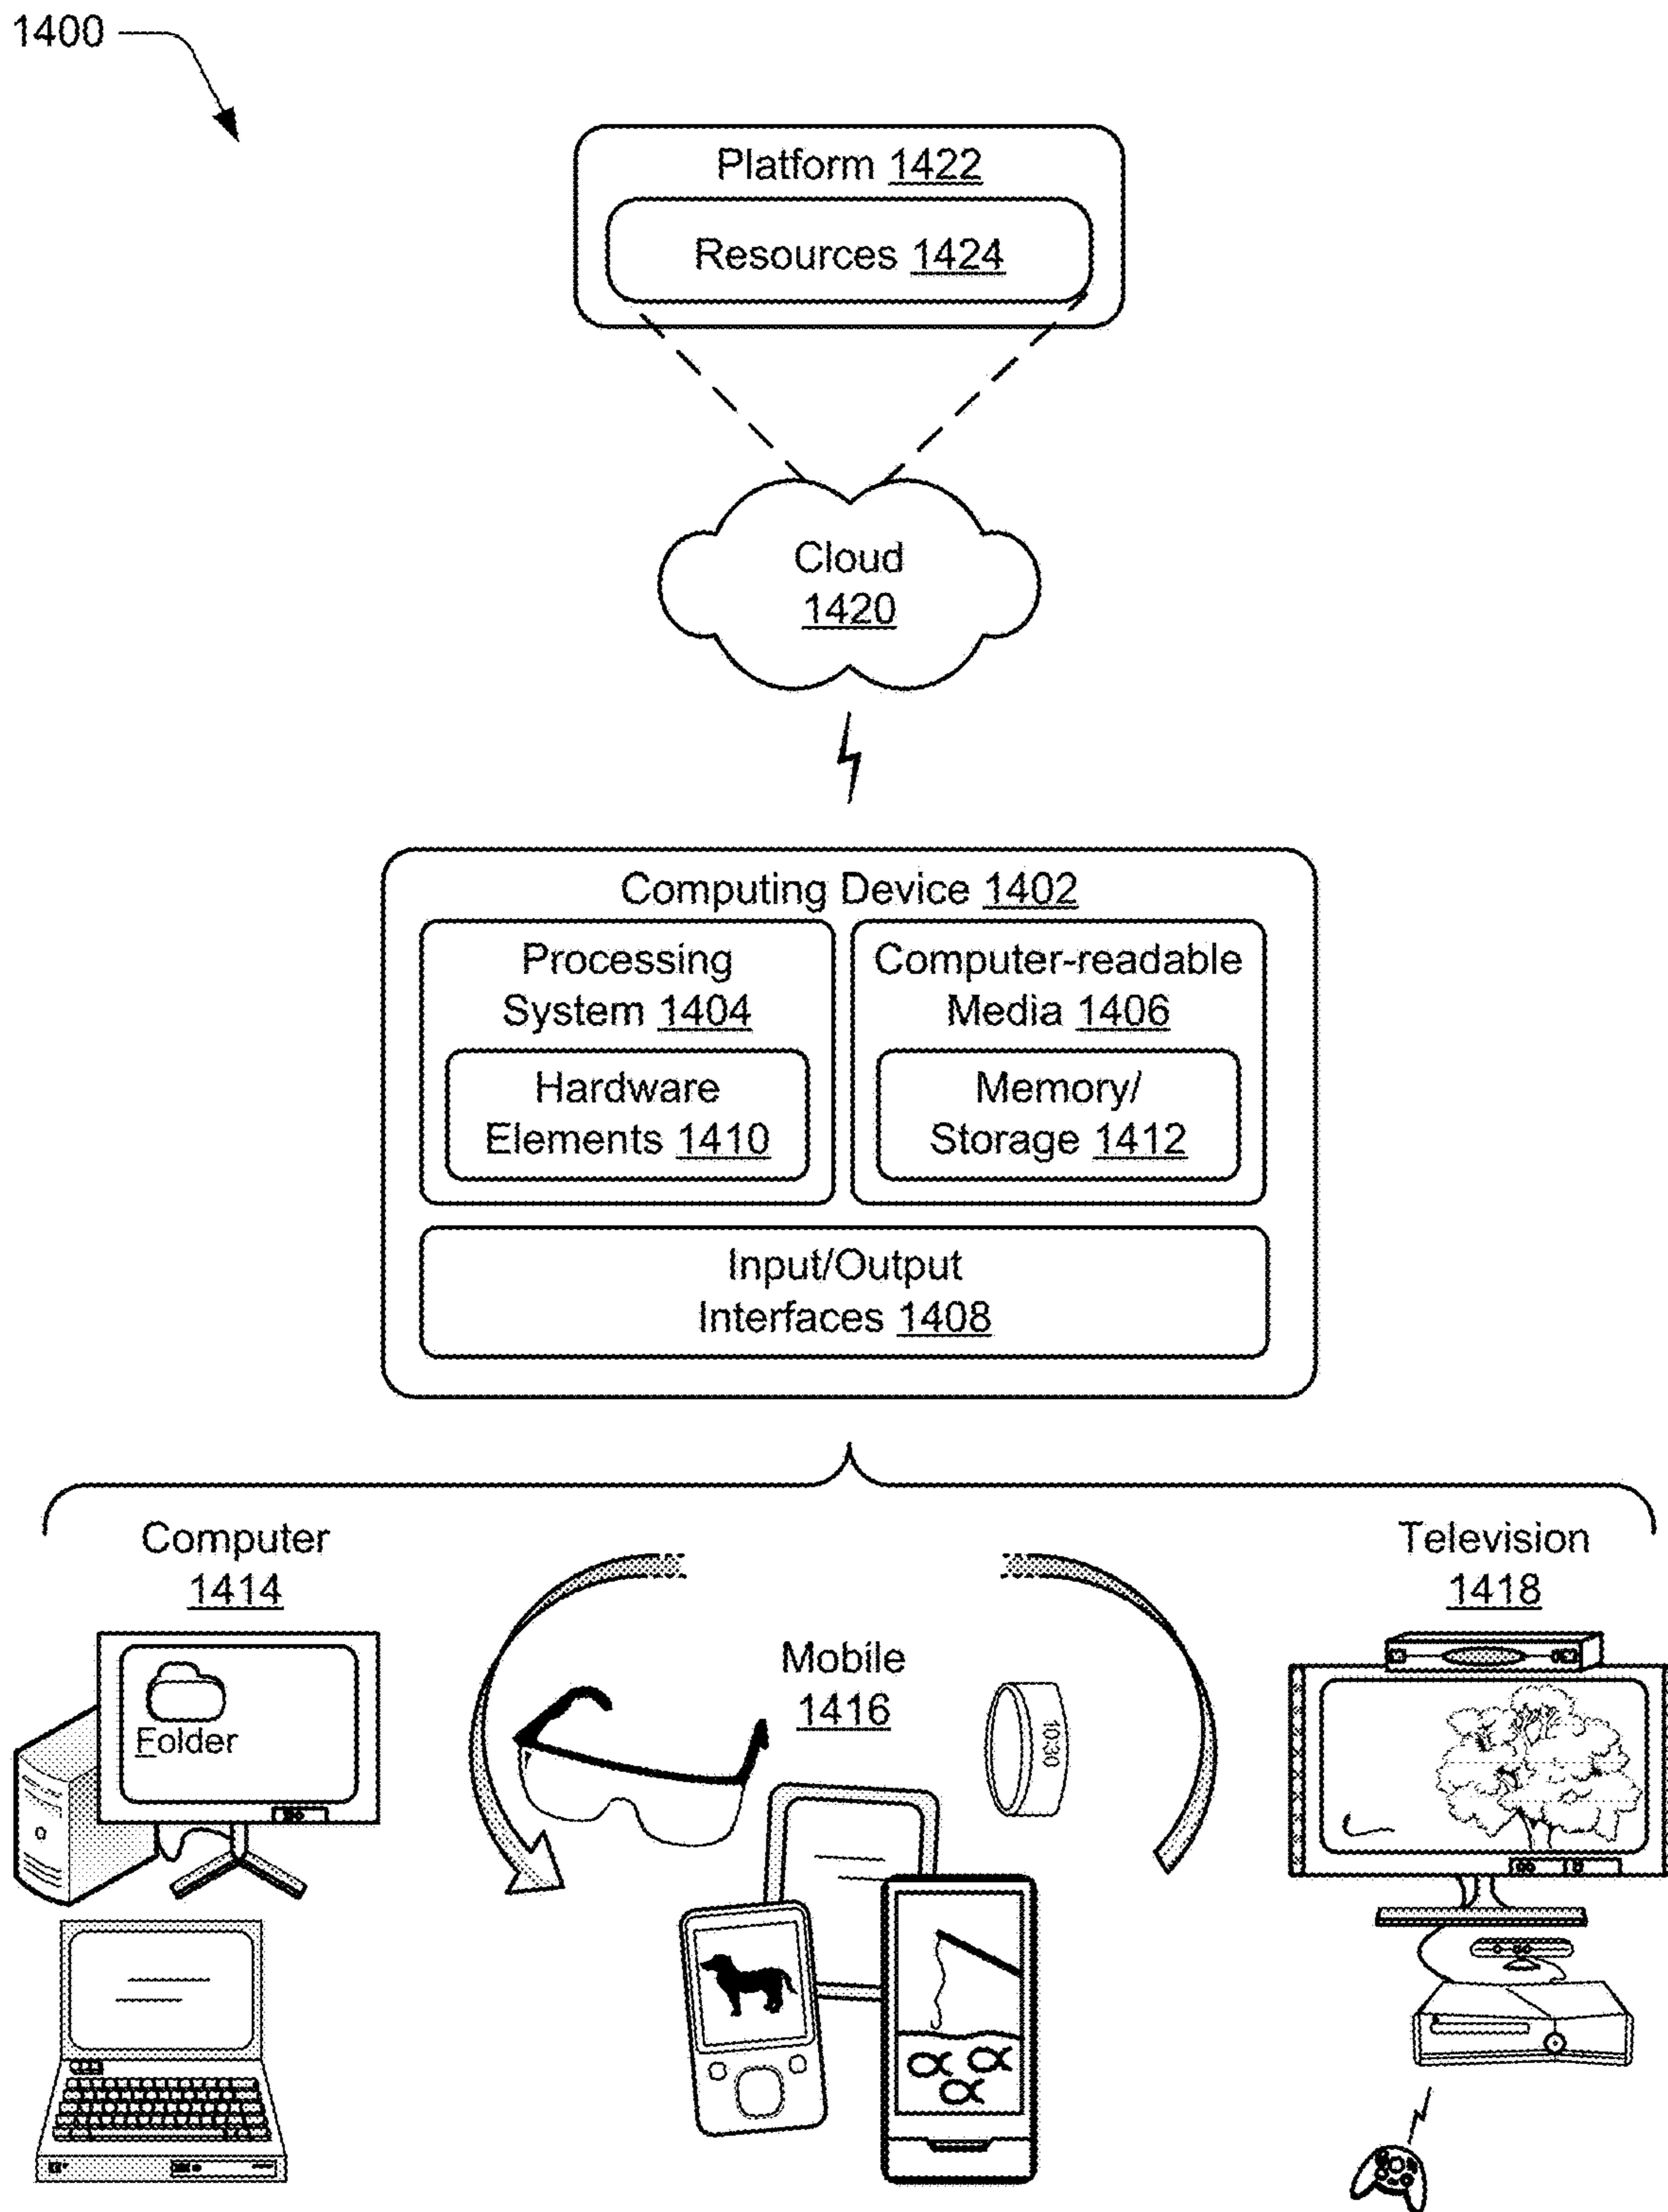 1400
Platform 1422
Resources 1424
Cloud
1420
Computing Device 1402
Processing
System 1404
Computer-readable
Media 1406
Hardware
Elements 1410
Memory/
Storage 1412
Input/Output
Interfaces 1408
Computer
1414
Mobile
1416
Television
1418
Folder
10:30